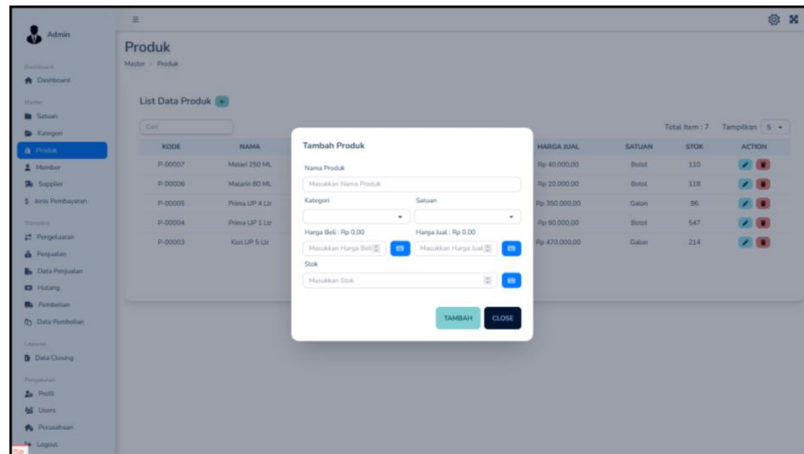 Admin
Produk
Master > Produk
Dashboard
Dashboard
Master
Satuan
Kategori
Produk
Member
Supplier
$ Jenis Pembayaran
Transaksi
Pengeluaran
Penjualan
Data Penjualan
Hutang
Pembelian
Data Pembelian
Laporan
Data Closing
Pengaturan
Profil
Users
Perusahaan
Logout
List Data Produk +
Cari
Total Item : 7 Tampilkan 5
KODE NAMA HARGA JUAL SATUAN STOK ACTION
P-00007 Matari 250 ML Rp 40.000,00 Botol 110
P-00006 Matarin 80 ML Rp 20.000,00 Botol 118
P-00005 Prima UP 4 Ltr Rp 350.000,00 Galon 96
P-00004 Prima UP 1 Ltr Rp 90.000,00 Botol 547
P-00003 UP 5 Ltr Rp 470.000,00 Galon 214
Tambah Produk
Nama Produk
Masukkan Nama Produk
Kategori Satuan
Harga Beli : Rp 0,00 Harga Jual : Rp 0,00
Masukkan Harga Beli Masukkan Harga Jual
Stok
Masukkan Stok
TAMBAH CLOSE